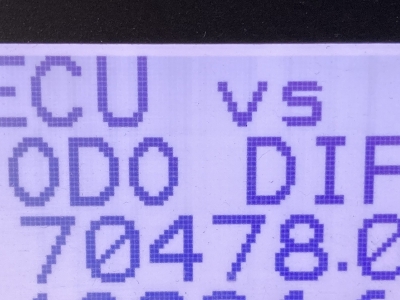 ECU vs
ODO DIF
70478.0